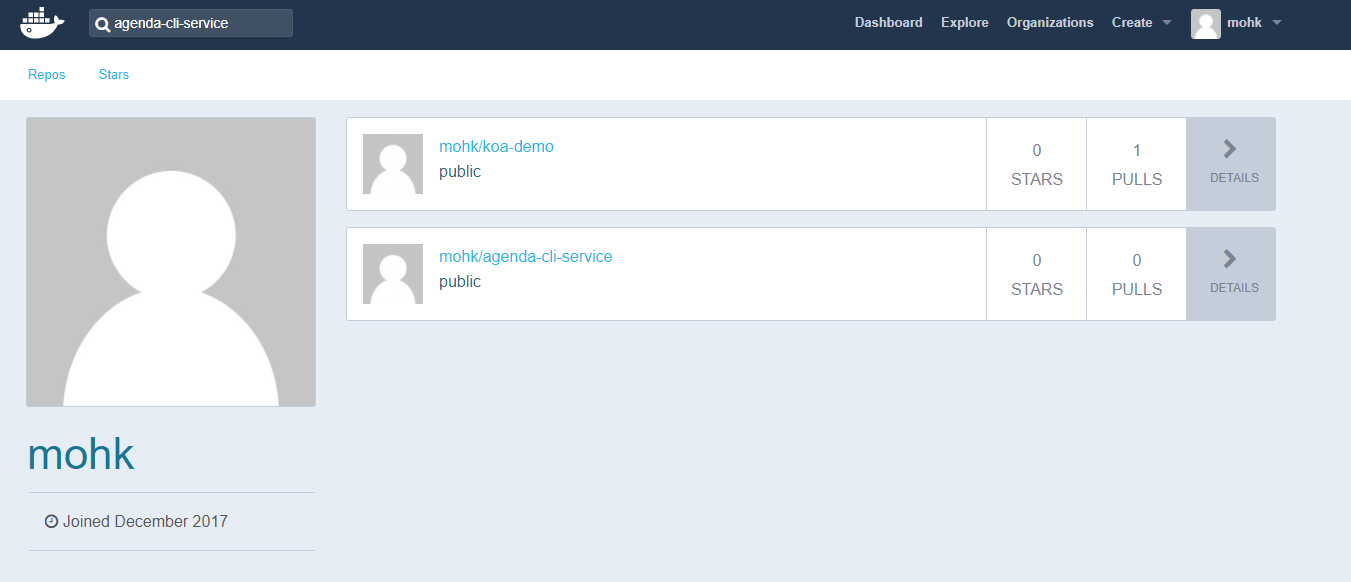 agenda-cli-service
Dashboard Explore Organizations Create mohk
Repos Stars
mohk/koa-demo
public
0
STARS
1
PULLS
DETAILS
mohk/agenda-cli-service
public
0
STARS
0
PULLS
DETAILS
mohk
Joined December 2017